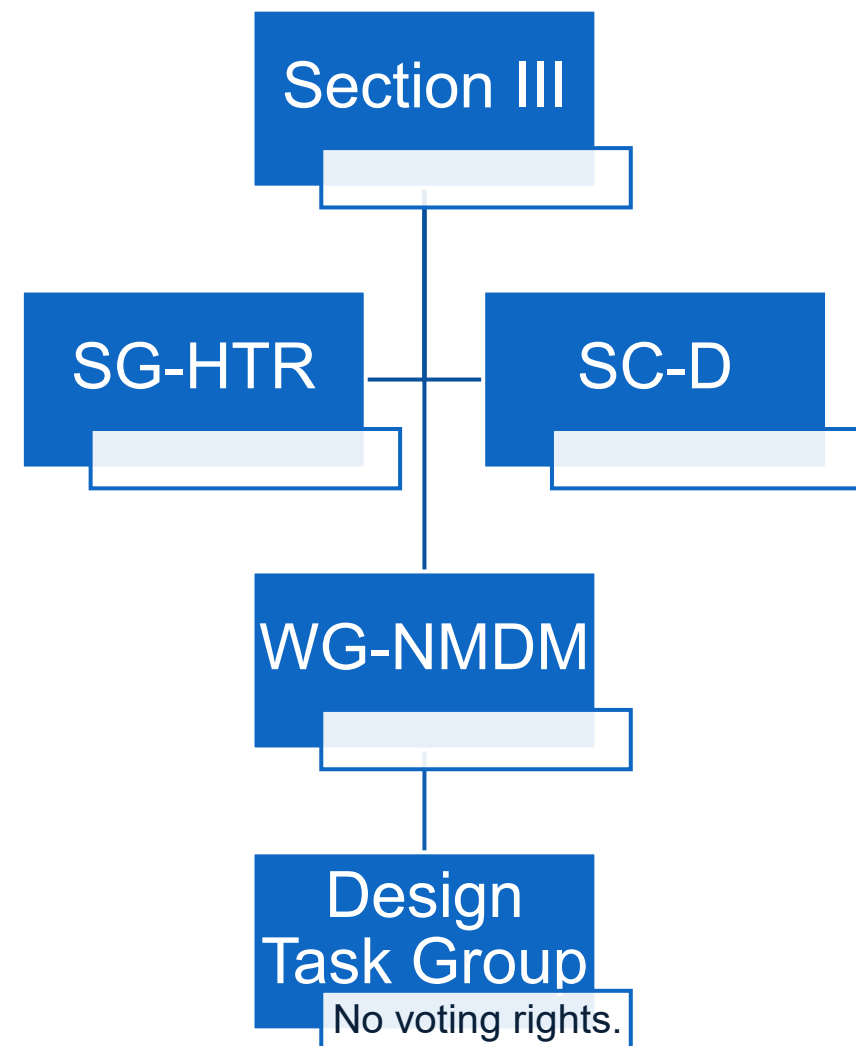 Section III
SG-HTR
SC-D
WG-NMDM
Design
Task Group
No voting rights.